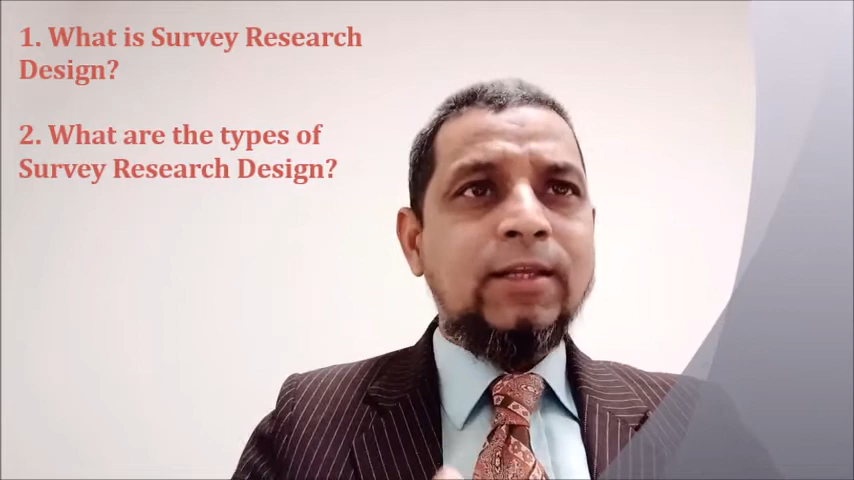 1. What is Survey Research
Design?
2. What are the types of
Survey Research Design?